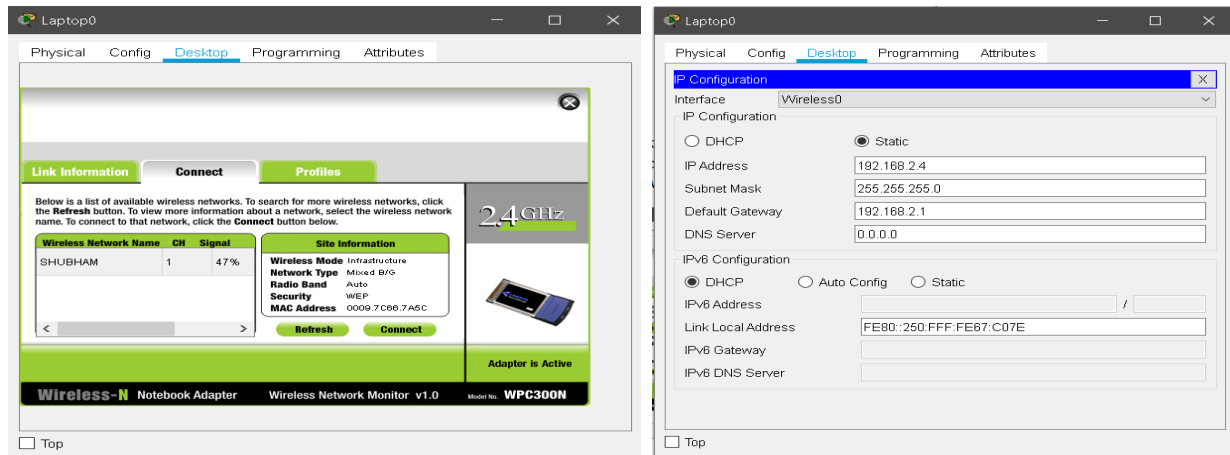 Laptop0
Physical Config Desktop Programming Attributes
Link Information Connect Profiles
Below is a list of available wireless networks. To search for more wireless networks, click
the Refresh button. To view more information about a network, select the wireless network
name. To connect to that network, click the Connect button below.
Wireless Network Name CH Signal
SHUBHAM 1 47%
Site Information
Wireless Mode Infrastructure
Network Type Mixed B/G
Radio Band Auto
Security WEP
MAC Address 0009.7C66.7A5C
Refresh Connect
2.4GHz
Adapter is Active
Wireless-N Notebook Adapter Wireless Network Monitor v1.0 Model No. WPC300N
Top
Laptop0
Physical Config Desktop Programming Attributes
IP Configuration X
Interface Wireless0
IP Configuration
DHCP Static
IP Address 192.168.2.4
Subnet Mask 255.255.255.0
Default Gateway 192.168.2.1
DNS Server 0.0.0.0
IPv6 Configuration
DHCP Auto Config Static
IPv6 Address /
Link Local Address FE80::250:FFF:FE67:C07E
IPv6 Gateway
IPv6 DNS Server
Top